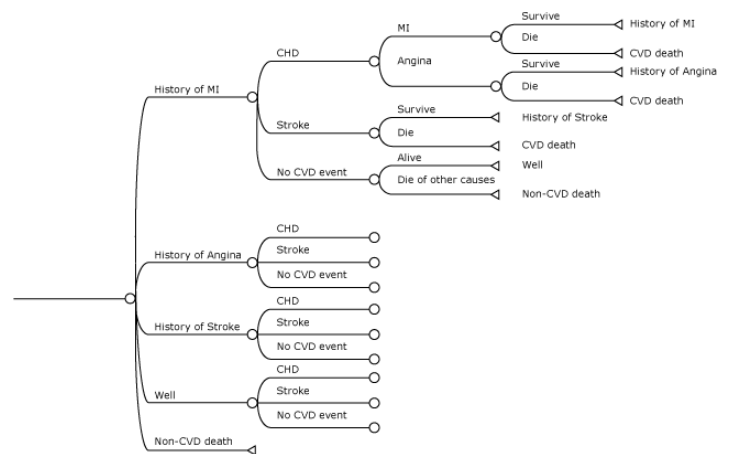 Survive
History of MI
MI
Die
CHD
CVD death
Angina
Survive
History of Angina
Die
History of MI
CVD death
Survive
History of Stroke
Stroke
Die
CVD death
Alive
Well
No CVD event
Die of other causes
Non-CVD death
CHD
History of Angina
Stroke
No CVD event
CHD
History of Stroke
Stroke
No CVD event
CHD
Well
Stroke
No CVD event
Non-CVD death